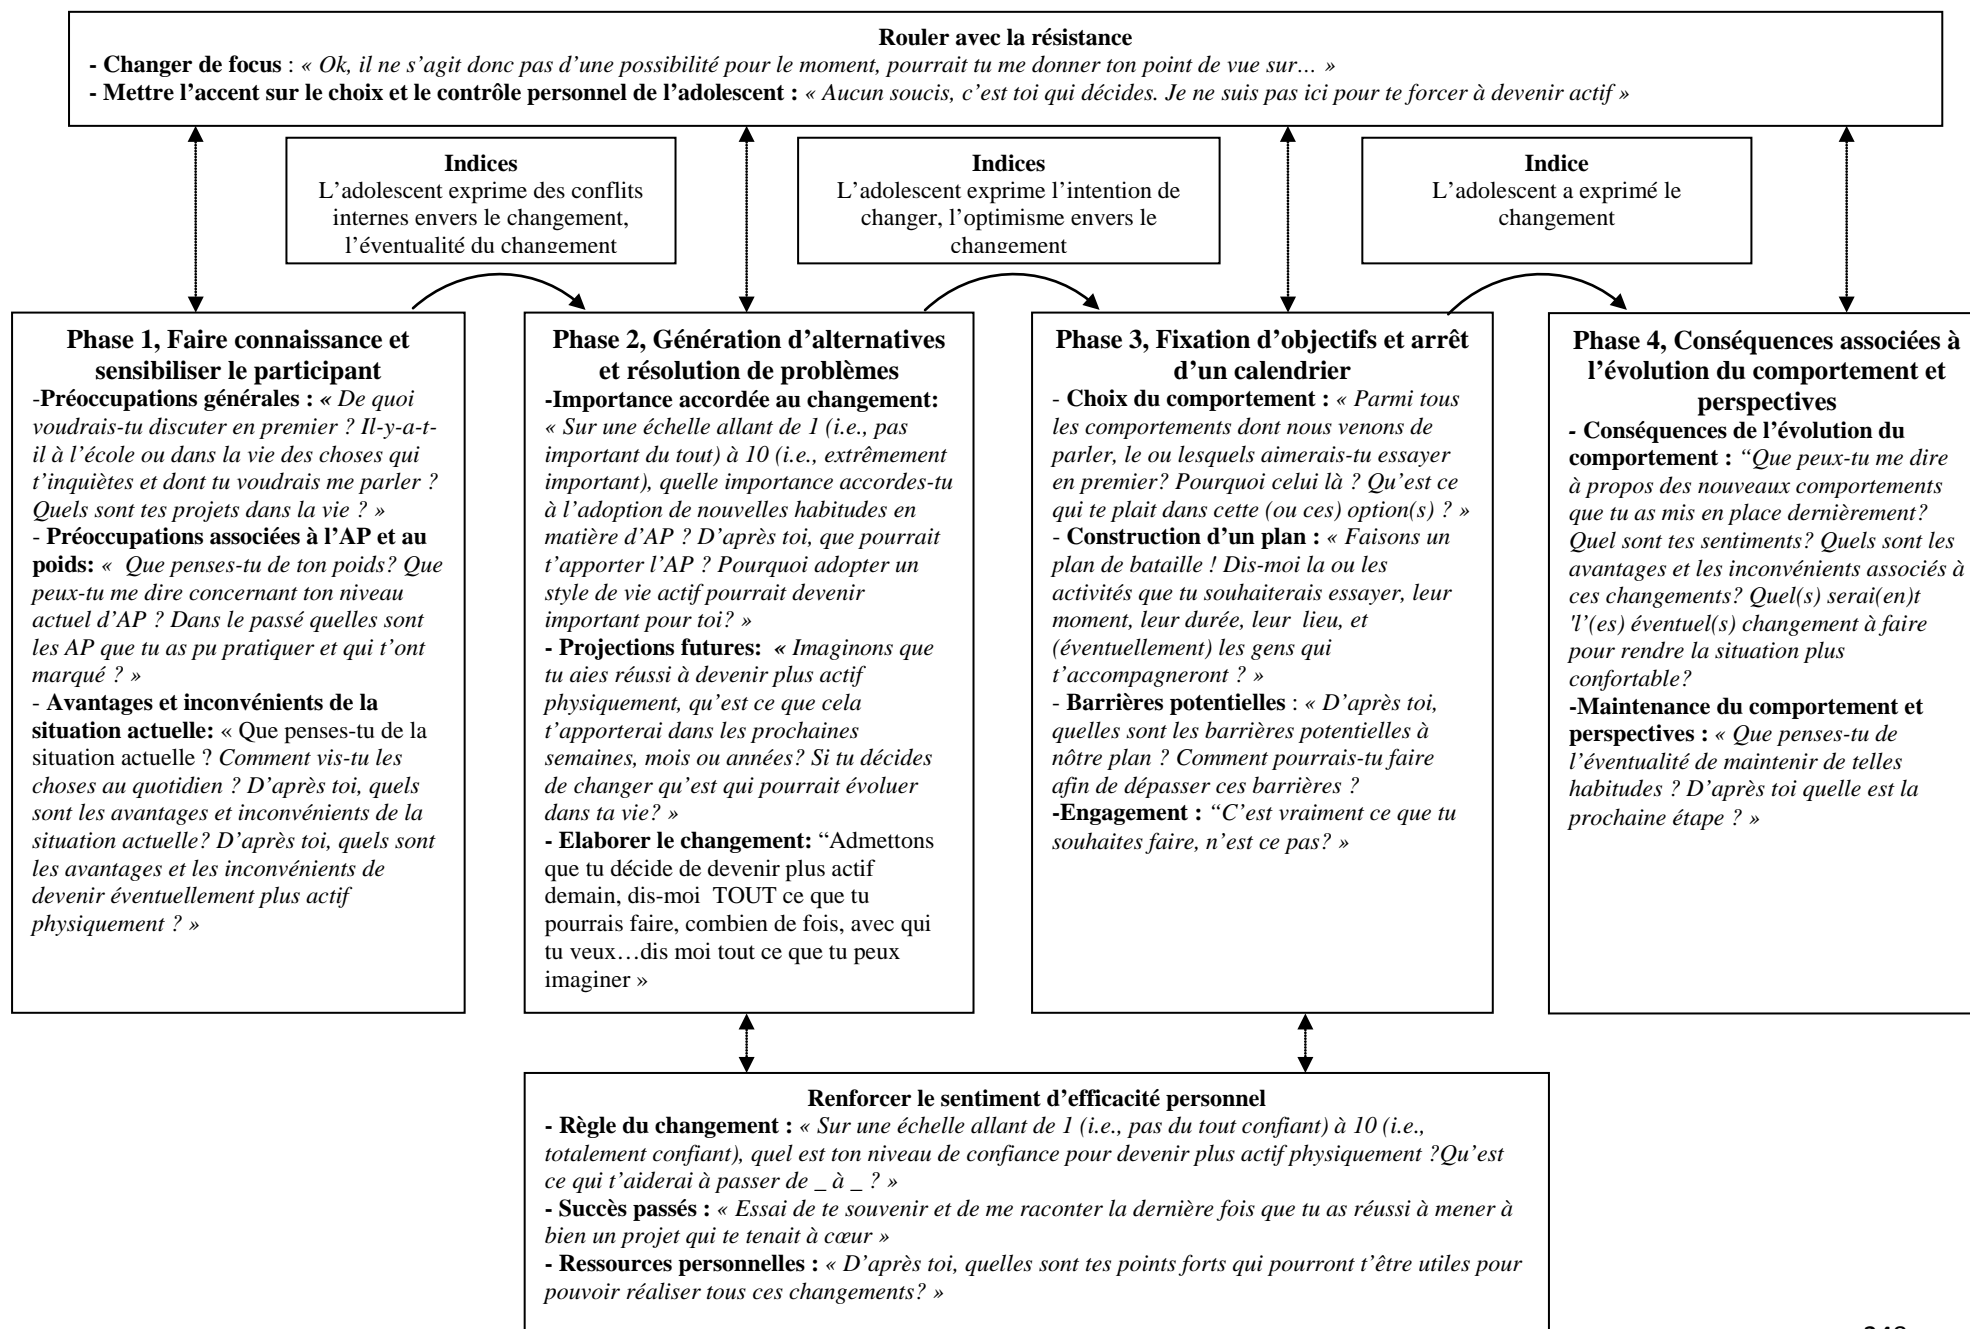 Rouler avec la résistance
- Changer de focus : « Ok, il ne s’agit donc pas d’une possibilité pour le moment, pourrait tu me donner ton point de vue sur… »
- Mettre l’accent sur le choix et le contrôle personnel de l’adolescent : « Aucun soucis, c’est toi qui décides. Je ne suis pas ici pour te forcer à devenir actif »
Indices
L’adolescent exprime des conflits
internes envers le changement,
l’éventualité du changement
Indices
L’adolescent exprime l’intention de
changer, l’optimisme envers le
changement
Indice
L’adolescent a exprimé le
changement
Phase 1, Faire connaissance et
sensibiliser le participant
-Préoccupations générales : « De quoi
voudrais-tu discuter en premier ? Il-y-a-t-
il à l’école ou dans la vie des choses qui
t’inquiètes et dont tu voudrais me parler ?
Quels sont tes projets dans la vie ? »
- Préoccupations associées à l’AP et au
poids: « Que penses-tu de ton poids? Que
peux-tu me dire concernant ton niveau
actuel d’AP ? Dans le passé quelles sont
les AP que tu as pu pratiquer et qui t’ont
marqué ? »
- Avantages et inconvénients de la
situation actuelle: « Que penses-tu de la
situation actuelle ? Comment vis-tu les
choses au quotidien ? D’après toi, quels
sont les avantages et inconvénients de la
situation actuelle? D’après toi, quels sont
les avantages et les inconvénients de
devenir éventuellement plus actif
physiquement ? »
Phase 2, Génération d’alternatives
et résolution de problèmes
-Importance accordée au changement:
« Sur une échelle allant de 1 (i.e., pas
important du tout) à 10 (i.e., extrêmement
important), quelle importance accordes-tu
à l’adoption de nouvelles habitudes en
matière d’AP ? D’après toi, que pourrait
t’apporter l’AP ? Pourquoi adopter un
style de vie actif pourrait devenir
important pour toi? »
- Projections futures: « Imaginons que
tu aies réussi à devenir plus actif
physiquement, qu’est ce que cela
t’apporterai dans les prochaines
semaines, mois ou années? Si tu décides
de changer qu’est qui pourrait évoluer
dans ta vie? »
- Elaborer le changement: “Admettons
que tu décide de devenir plus actif
demain, dis-moi TOUT ce que tu
pourrais faire, combien de fois, avec qui
tu veux…dis moi tout ce que tu peux
imaginer »
Phase 3, Fixation d’objectifs et arrêt
d’un calendrier
- Choix du comportement : « Parmi tous
les comportements dont nous venons de
parler, le ou lesquels aimerais-tu essayer
en premier? Pourquoi celui là ? Qu’est ce
qui te plait dans cette (ou ces) option(s) ? »
- Construction d’un plan : « Faisons un
plan de bataille ! Dis-moi la ou les
activités que tu souhaiterais essayer, leur
moment, leur durée, leur lieu, et
(éventuellement) les gens qui
t’accompagneront ? »
- Barrières potentielles : « D’après toi,
quelles sont les barrières potentielles à
nôtre plan ? Comment pourrais-tu faire
afin de dépasser ces barrières ?
-Engagement : “C’est vraiment ce que tu
souhaites faire, n’est ce pas? »
Phase 4, Conséquences associées à
l’évolution du comportement et
perspectives
- Conséquences de l’évolution du
comportement : “Que peux-tu me dire
à propos des nouveaux comportements
que tu as mis en place dernièrement?
Quel sont tes sentiments? Quels sont les
avantages et les inconvénients associés à
ces changements? Quel(s) serai(en)t
'l’(es) éventuel(s) changement à faire
pour rendre la situation plus
confortable?
-Maintenance du comportement et
perspectives : « Que penses-tu de
l’éventualité de maintenir de telles
habitudes ? D’après toi quelle est la
prochaine étape ? »
Renforcer le sentiment d’efficacité personnel
- Règle du changement : « Sur une échelle allant de 1 (i.e., pas du tout confiant) à 10 (i.e.,
totalement confiant), quel est ton niveau de confiance pour devenir plus actif physiquement ?Qu’est
ce qui t’aiderai à passer de _ à _ ? »
- Succès passés : « Essai de te souvenir et de me raconter la dernière fois que tu as réussi à mener à
bien un projet qui te tenait à cœur »
- Ressources personnelles : « D’après toi, quelles sont tes points forts qui pourront t’être utiles pour
pouvoir réaliser tous ces changements? »